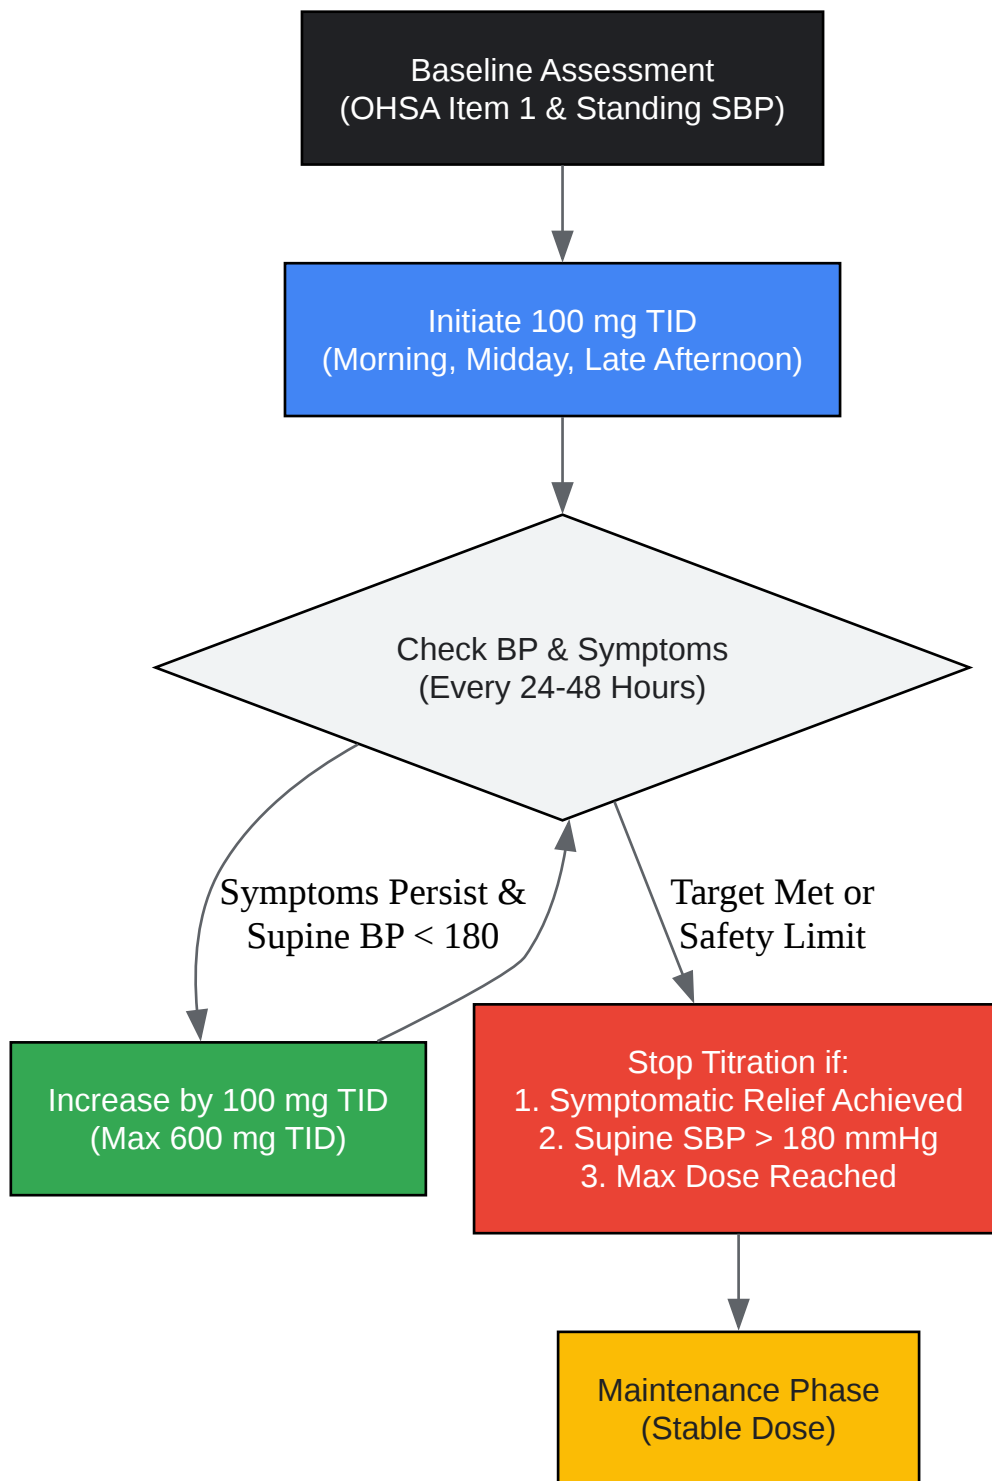 Baseline Assessment
(OHSA Item 1 & Standing SBP)
Initiate 100 mg TID
(Morning, Midday, Late Afternoon)
Check BP & Symptoms
(Every 24-48 Hours)
Symptoms Persist &
Supine BP < 180
Target Met or
Safety Limit
Increase by 100 mg TID
(Max 600 mg TID)
Stop Titration if:
1. Symptomatic Relief Achieved
2. Supine SBP > 180 mmHg
3. Max Dose Reached
Maintenance Phase
(Stable Dose)